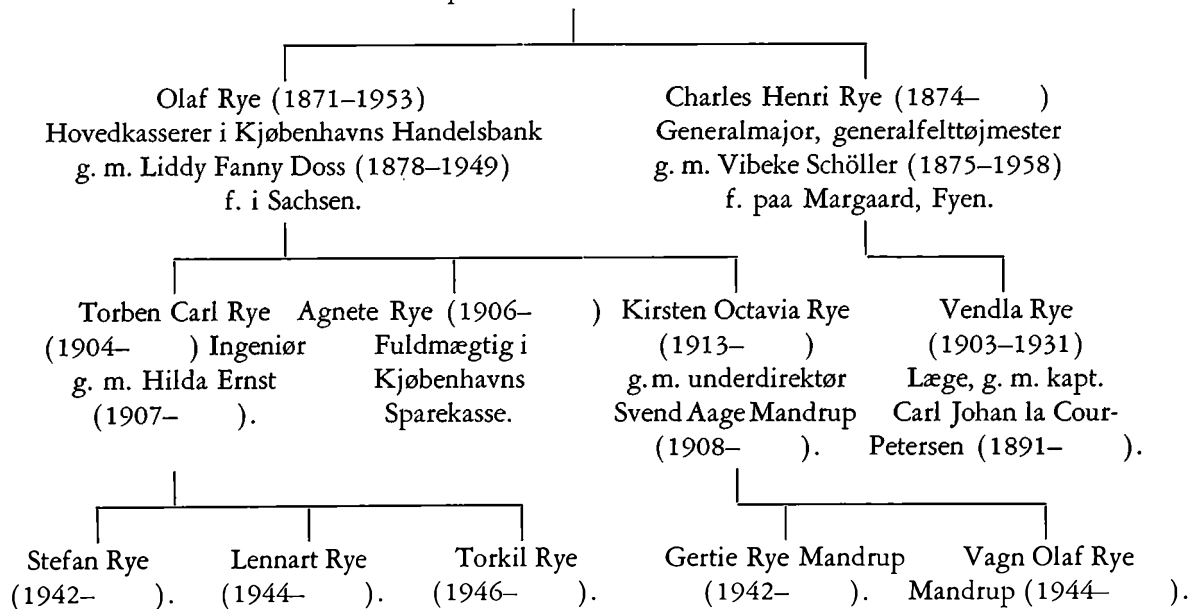 Olaf Rye (1871–1953)
Hovedkasserer i Kjøbenhavns Handelsbank
g. m. Liddy Fanny Doss (1878–1949)
f. i Sachsen.
Charles Henri Rye (1874– )
Generalmajor, generalfelttøjmester
g. m. Vibeke Schöller (1875–1958)
f. paa Margaard, Fyen.
Torben Carl Rye
(1904– ) Ingeniør
g. m. Hilda Ernst
(1907– ).
Agnete Rye (1906– )
Fuldmægtig i
Kjøbenhavns
Sparekasse.
Kirsten Octavia Rye
(1913– )
g. m. underdirektør
Svend Aage Mandrup
(1908– ).
Vendla Rye
(1903–1931)
Læge, g. m. kapt.
Carl Johan la Cour-
Petersen (1891– ).
Stefan Rye
(1942– ).
Lennart Rye
(1944– ).
Torkil Rye
(1946– ).
Gertie Rye Mandrup
(1942– ).
Vagn Olaf Rye
Mandrup (1944– ).